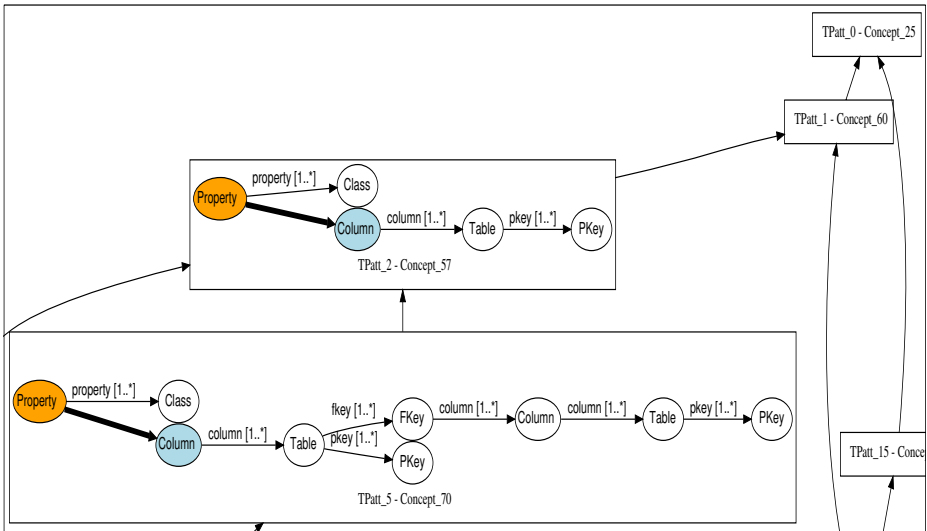 TPatt_0 - Concept_25
TPatt_1 - Concept_60
property [1..*]
Class
Property
Column
column [1..*]
Table
pkey [1..*]
PKey
TPatt_2 - Concept_57
Property
property [1..*]
Class
Column
column [1..*]
Table
fkey [1..*]
FKey
pkey [1..*]
PKey
column [1..*]
Column
column [1..*]
Table
pkey [1..*]
PKey
TPatt_5 - Concept_70
TPatt_15 - Conce